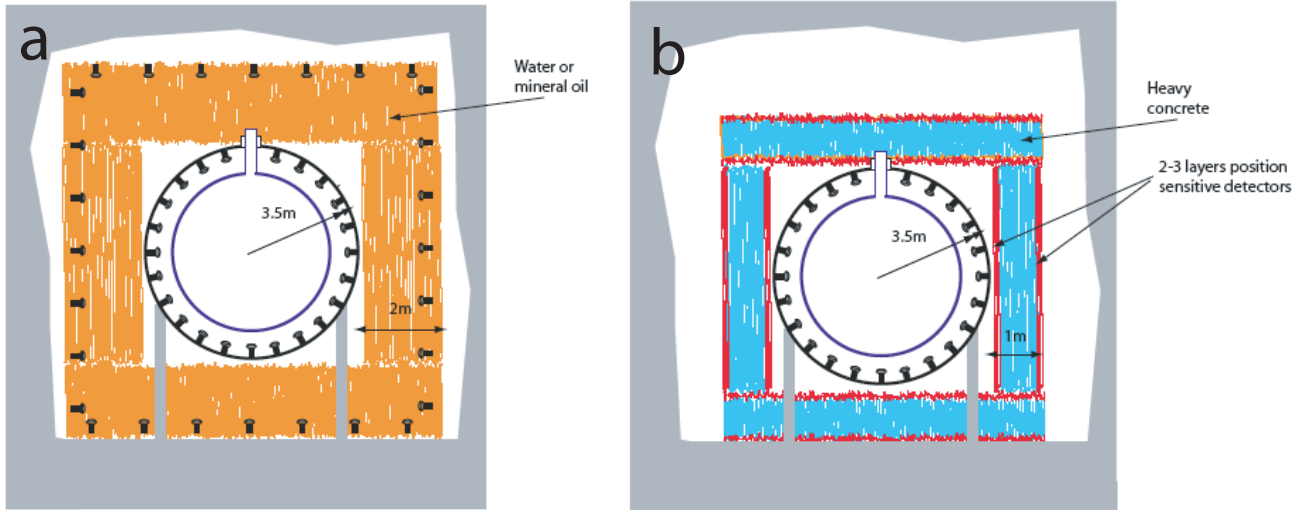 a
Water or
mineral oil
3.5m
2m
b
Heavy
concrete
2-3 layers position
sensitive detectors
3.5m
1m